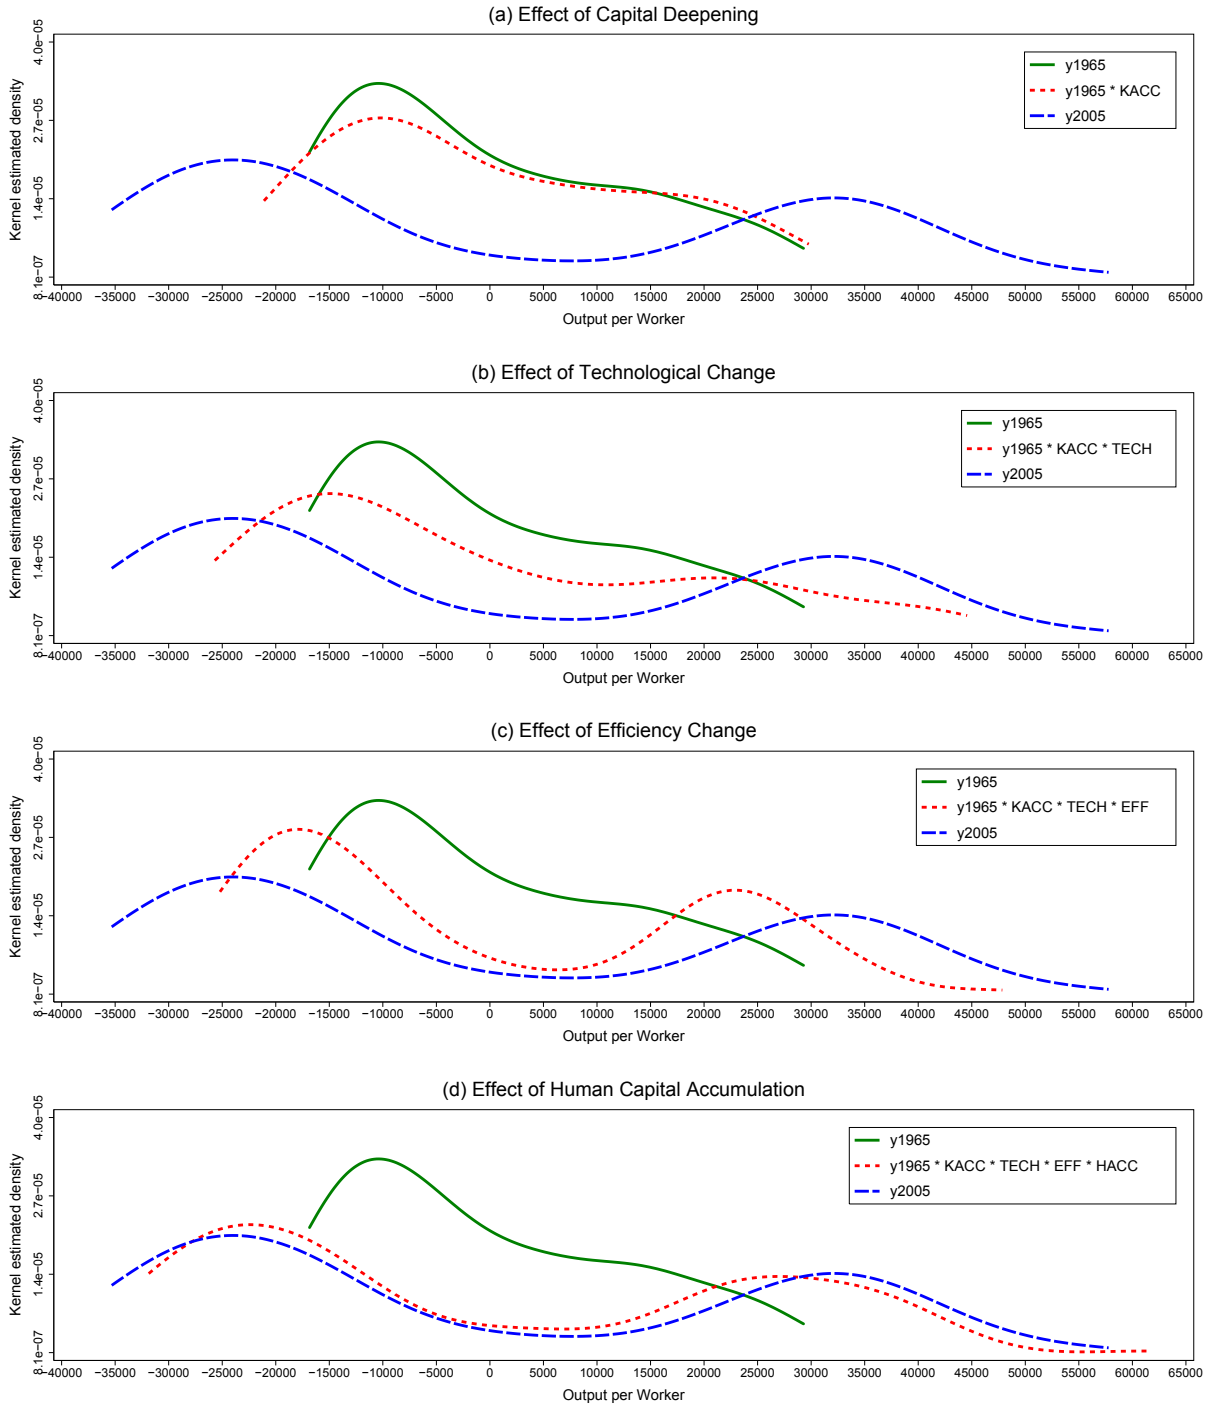 (a) Effect of Capital Deepening
Kernel estimated density
4.0e−05
2.7e−05
1.4e−05
8.1e−07
y1965
y1965 * KACC
y2005
−40000 −35000 −30000 −25000 −20000 −15000 −10000 −5000 0 5000 10000 15000 20000 25000 30000 35000 40000 45000 50000 55000 60000 65000
Output per Worker
(b) Effect of Technological Change
Kernel estimated density
4.0e−05
2.7e−05
1.4e−05
8.1e−07
y1965
y1965 * KACC * TECH
y2005
−40000 −35000 −30000 −25000 −20000 −15000 −10000 −5000 0 5000 10000 15000 20000 25000 30000 35000 40000 45000 50000 55000 60000 65000
Output per Worker
(c) Effect of Efficiency Change
Kernel estimated density
4.0e−05
2.7e−05
1.4e−05
8.1e−07
y1965
y1965 * KACC * TECH * EFF
y2005
−40000 −35000 −30000 −25000 −20000 −15000 −10000 −5000 0 5000 10000 15000 20000 25000 30000 35000 40000 45000 50000 55000 60000 65000
Output per Worker
(d) Effect of Human Capital Accumulation
Kernel estimated density
4.0e−05
2.7e−05
1.4e−05
8.1e−07
y1965
y1965 * KACC * TECH * EFF * HACC
y2005
−40000 −35000 −30000 −25000 −20000 −15000 −10000 −5000 0 5000 10000 15000 20000 25000 30000 35000 40000 45000 50000 55000 60000 65000
Output per Worker